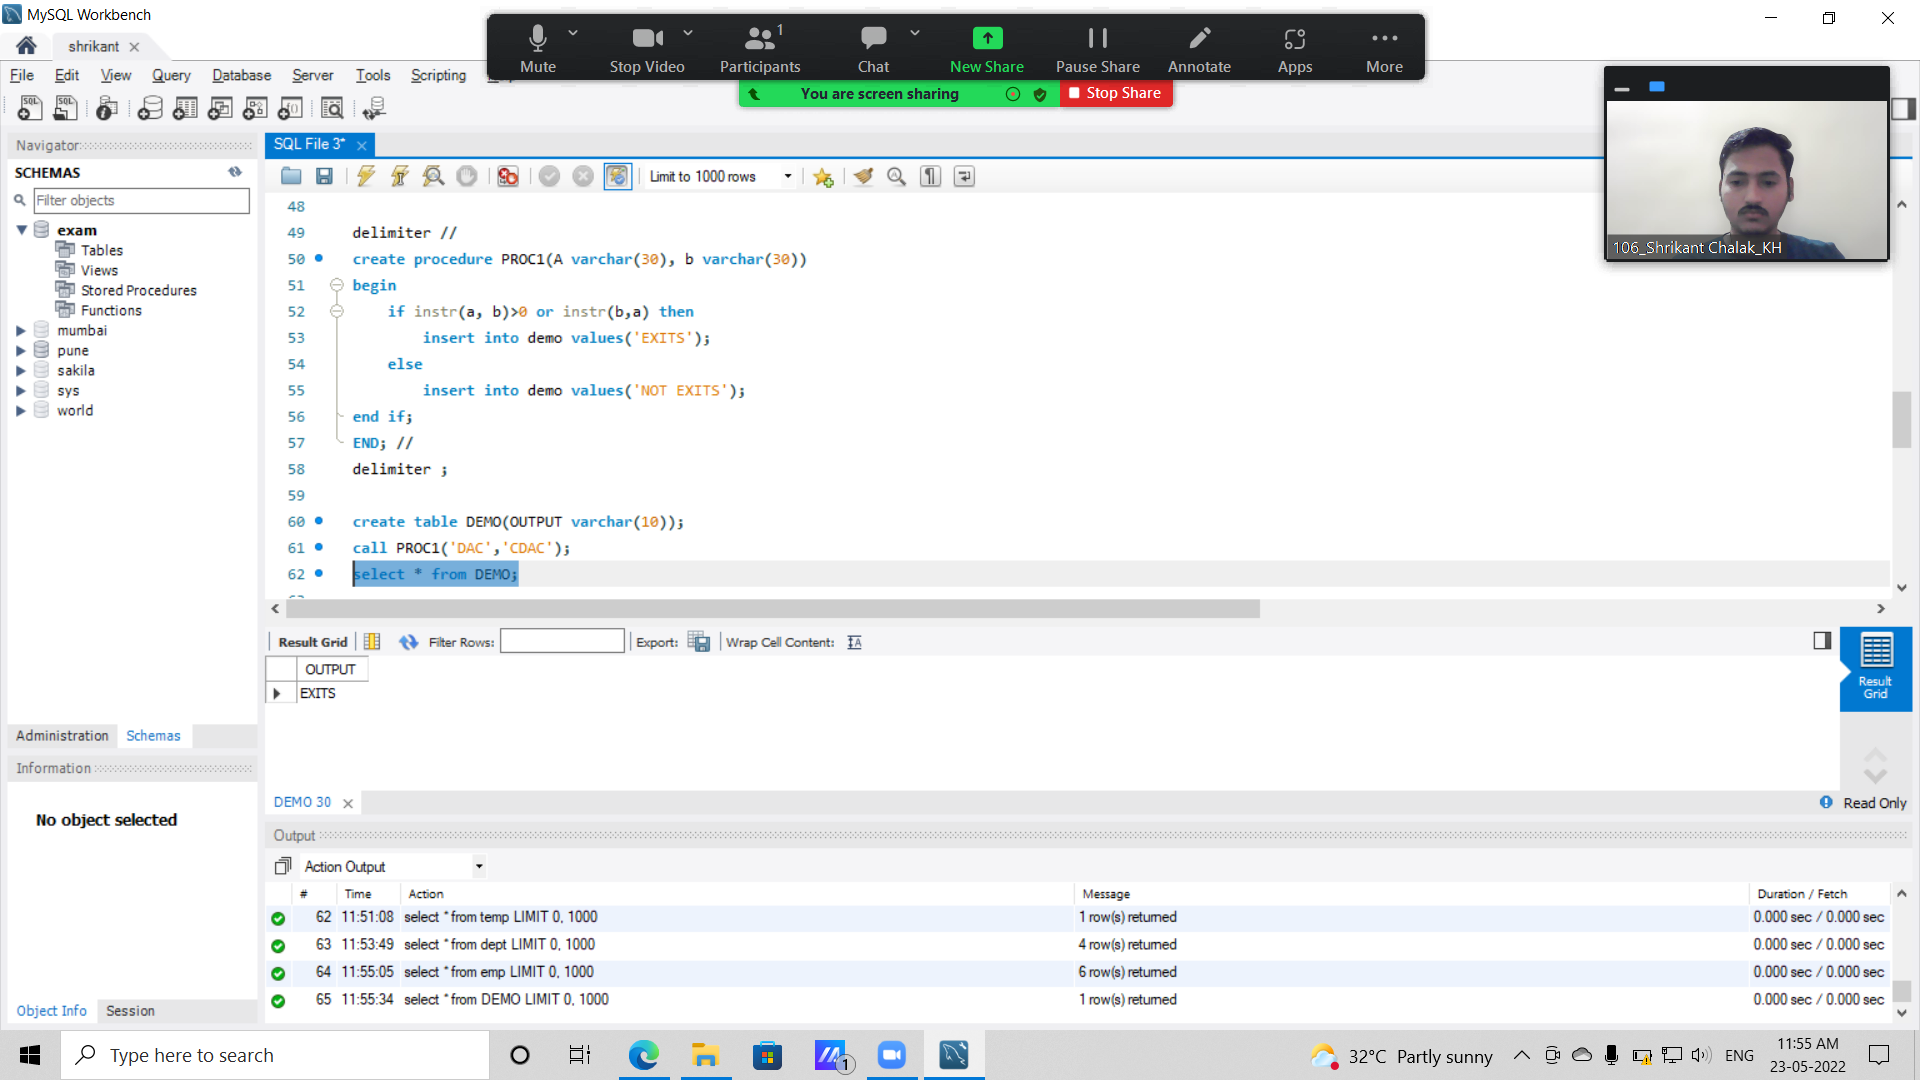 MySQL Workbench
shrikant
File Edit View Query Database Server Tools Scripting
Mute
Stop Video
1
Participants
Chat
New Share
Pause Share
Annotate
Apps
More
You are screen sharing
Stop Share
106_Shrikant Chalak_KH
Navigator
SCHEMAS
Filter objects
exam
Tables
Views
Stored Procedures
Functions
mumbai
pune
sakila
sys
world
Administration Schemas
Information
No object selected
Object Info Session
SQL File 3*
Limit to 1000 rows
48
49 delimiter //
50 create procedure PROC1(A varchar(30), b varchar(30))
51 begin
52 if instr(a, b)>0 or instr(b,a) then
53 insert into demo values('EXITS');
54 else
55 insert into demo values('NOT EXITS');
56 end if;
57 END; //
58 delimiter ;
59
60 create table DEMO(OUTPUT varchar(10));
61 call PROC1('DAC','CDAC');
62 select * from DEMO;
Result Grid Filter Rows: Export: Wrap Cell Content:
OUTPUT
EXITS
Result
Grid
DEMO 30
Read Only
Output
Action Output
# Time Action Message Duration / Fetch
62 11:51:08 select * from temp LIMIT 0, 1000 1 row(s) returned 0.000 sec / 0.000 sec
63 11:53:49 select * from dept LIMIT 0, 1000 4 row(s) returned 0.000 sec / 0.000 sec
64 11:55:05 select * from emp LIMIT 0, 1000 6 row(s) returned 0.000 sec / 0.000 sec
65 11:55:34 select * from DEMO LIMIT 0, 1000 1 row(s) returned 0.000 sec / 0.000 sec
Type here to search
1
32°C Partly sunny
ENG
11:55 AM
23-05-2022